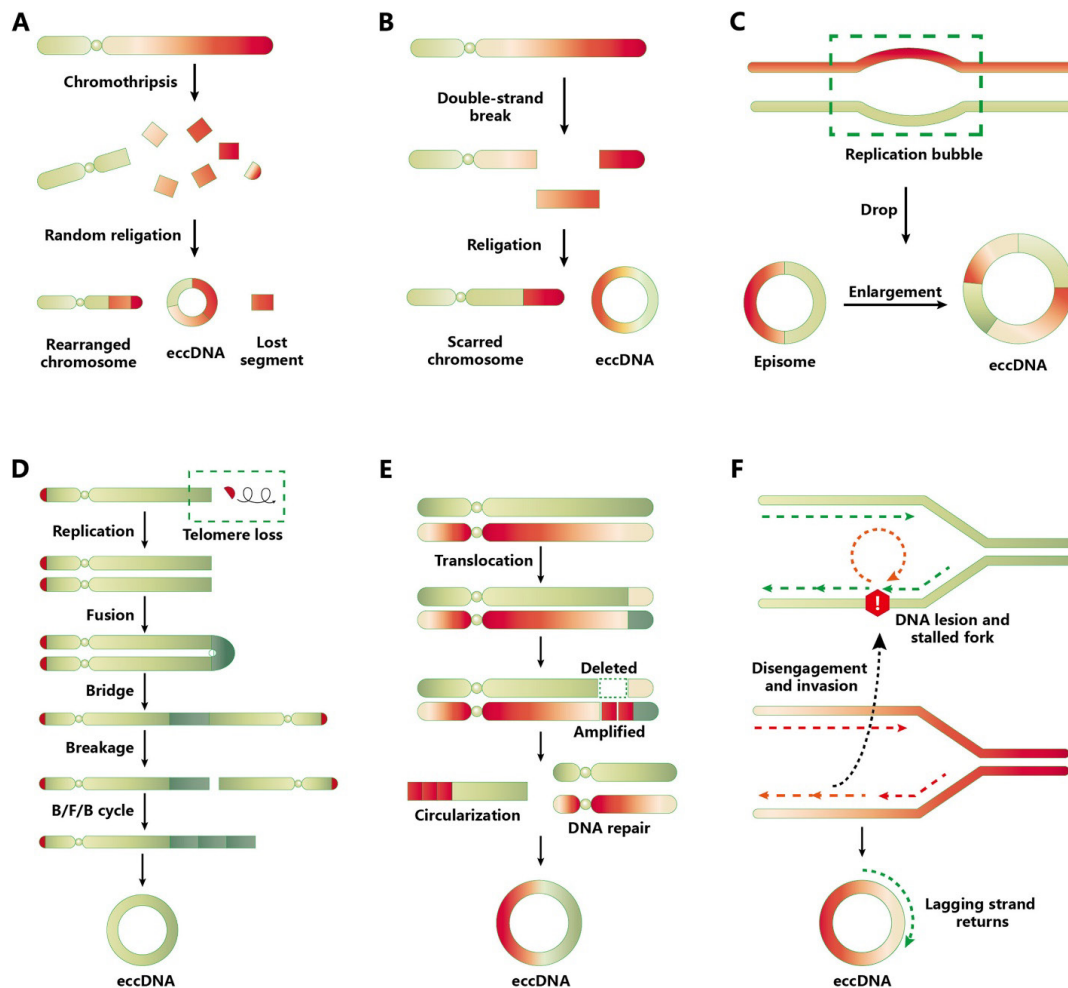 A
Chromothripsis
Random religation
Rearranged
chromosome
eccDNA
Lost
segment
B
Double-strand
break
Religation
Scarred
chromosome
eccDNA
C
Replication bubble
Drop
Enlargement
Episome
eccDNA
D
Telomere loss
Replication
Fusion
Bridge
Breakage
B/F/B cycle
eccDNA
E
Translocation
Deleted
Amplified
Circularization
DNA repair
eccDNA
F
!
DNA lesion and
stalled fork
Disengagement
and invasion
Lagging strand
returns
eccDNA